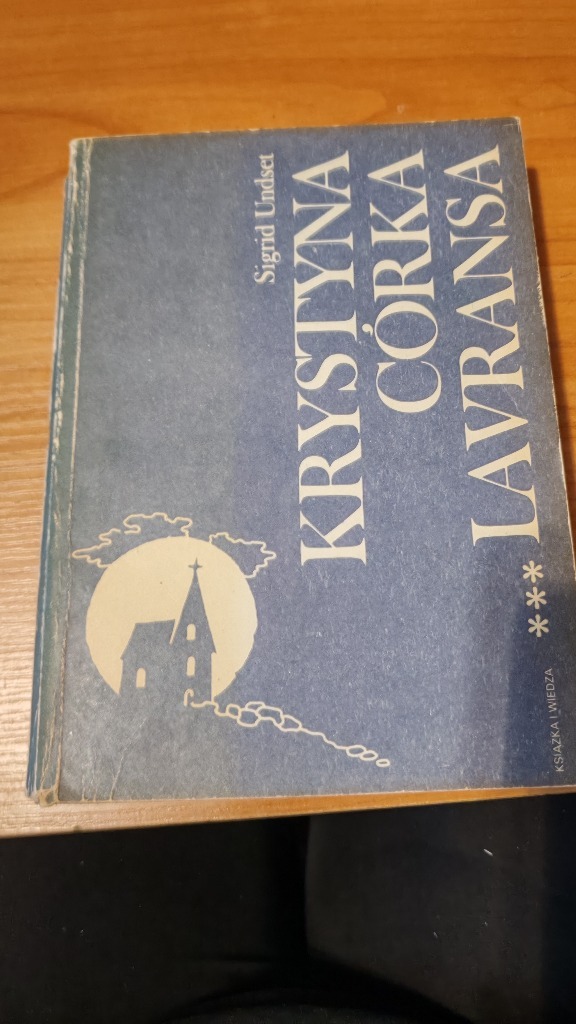 Sigrid Undset
KRYSTYNA
CÓRKA
LAVRANSA
***
KSIĄŻKA I WIEDZA